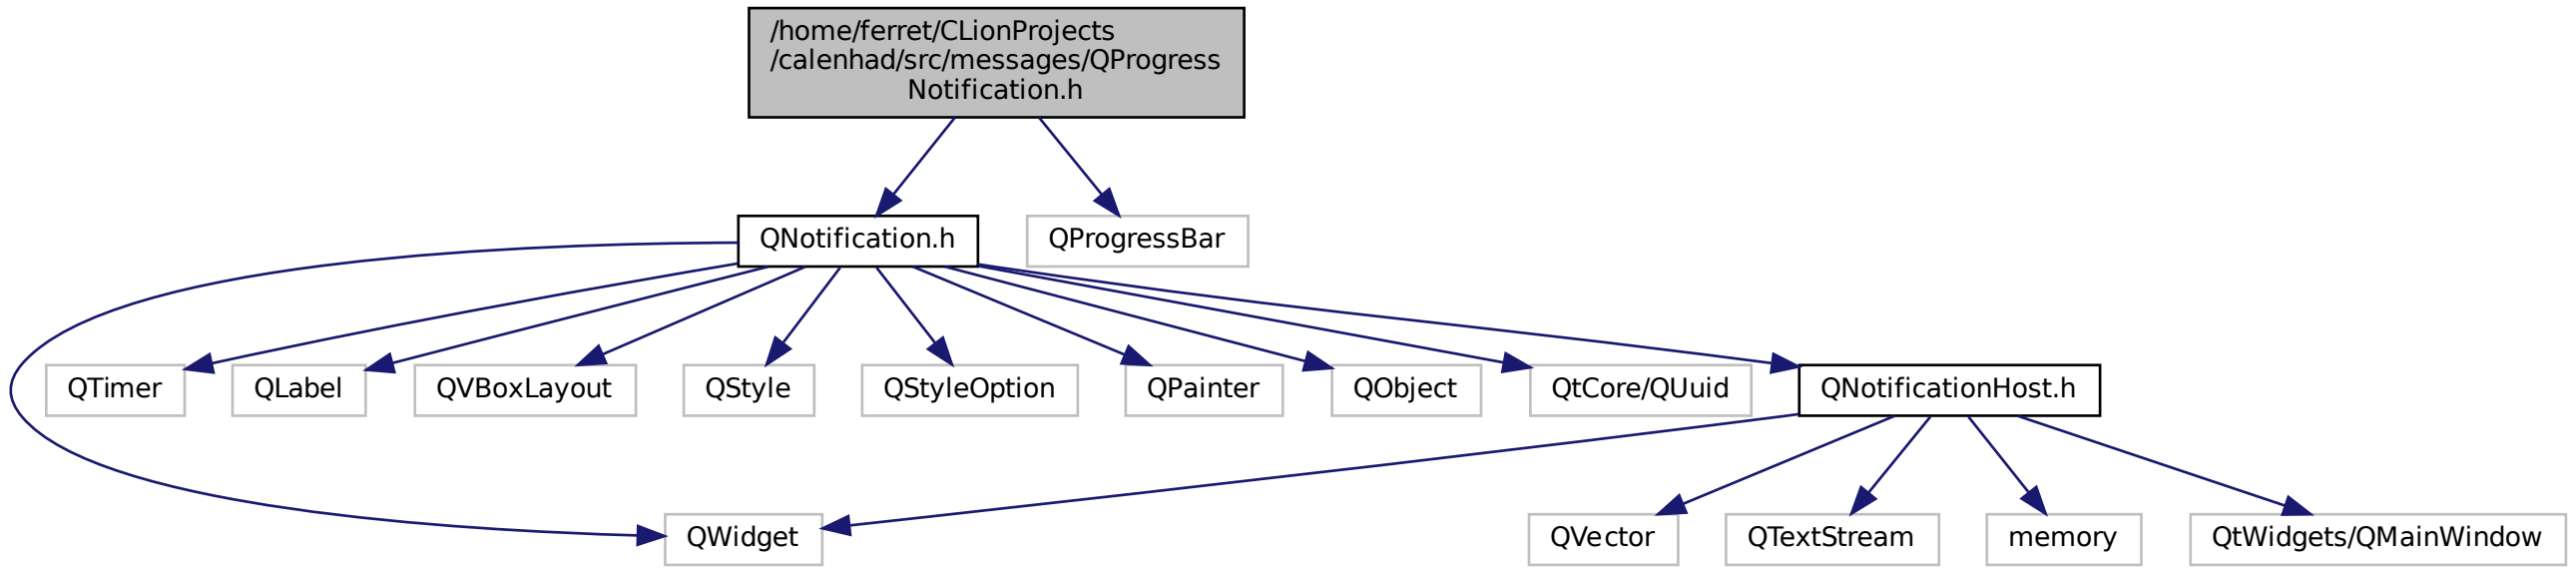 /home/ferret/CLionProjects
/calenhad/src/messages/QProgress
Notification.h
QNotification.h
QProgressBar
QTimer
QLabel
QVBoxLayout
QStyle
QStyleOption
QPainter
QObject
QtCore/QUuid
QNotificationHost.h
QWidget
QVector
QTextStream
memory
QtWidgets/QMainWindow